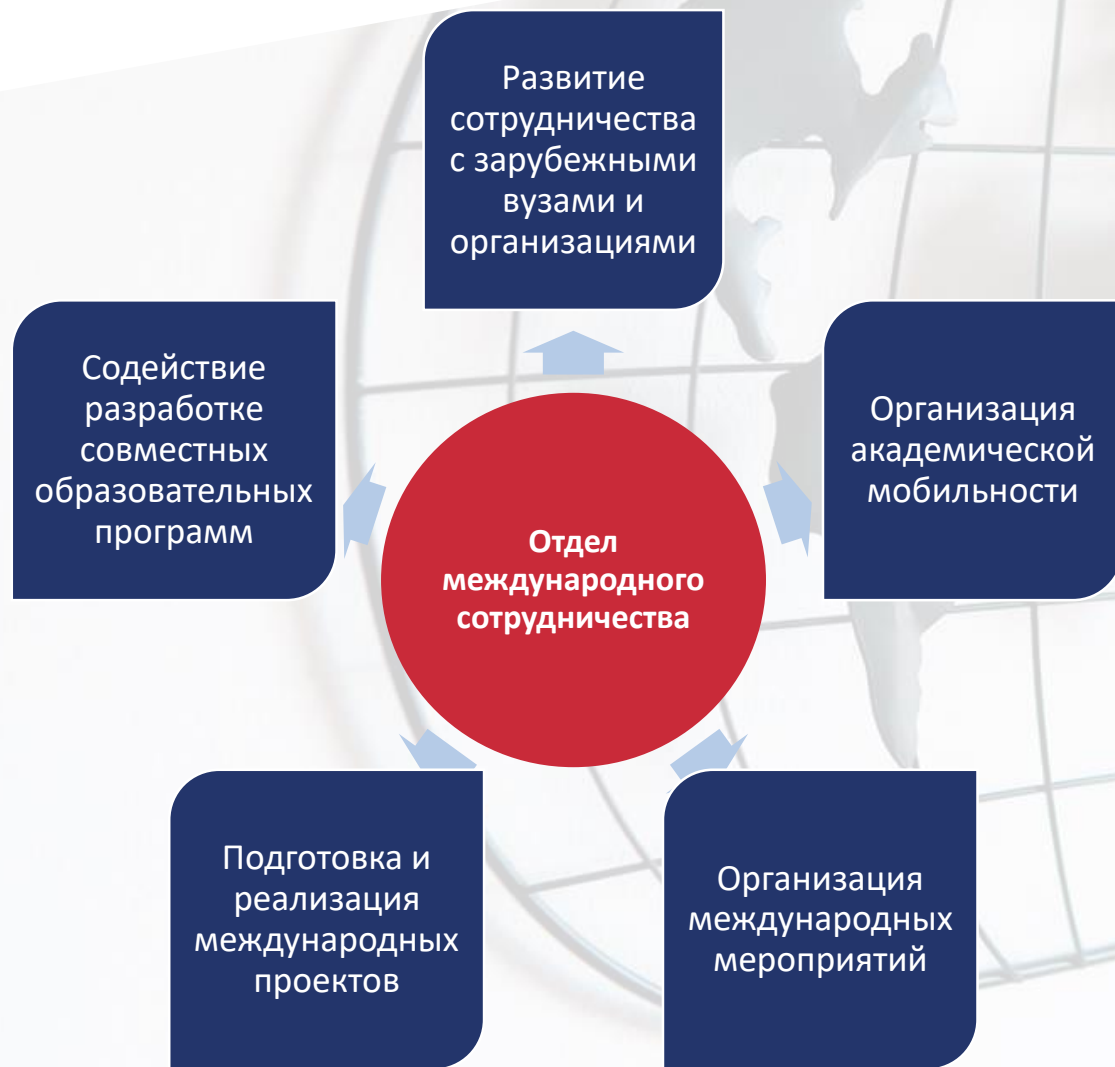 Развитие
сотрудничества
с зарубежными
вузами и
организациями
Содействие
разработке
совместных
образовательных
программ
Организация
академической
мобильности
Отдел
международного
сотрудничества
Подготовка и
реализация
международных
проектов
Организация
международных
мероприятий